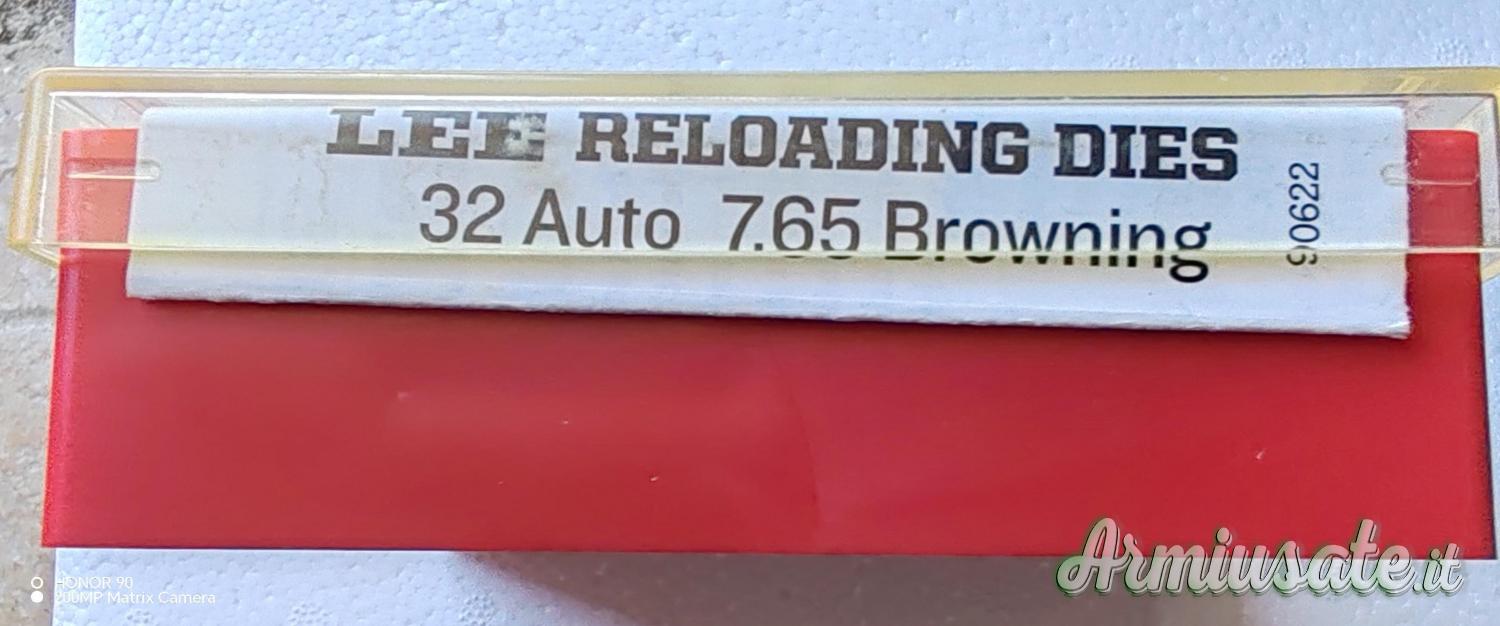 LEE RELOADING DIES
32 Auto 7.65 Browning
90622
Armiusate.it
HONOR 90
200MP Matrix Camera